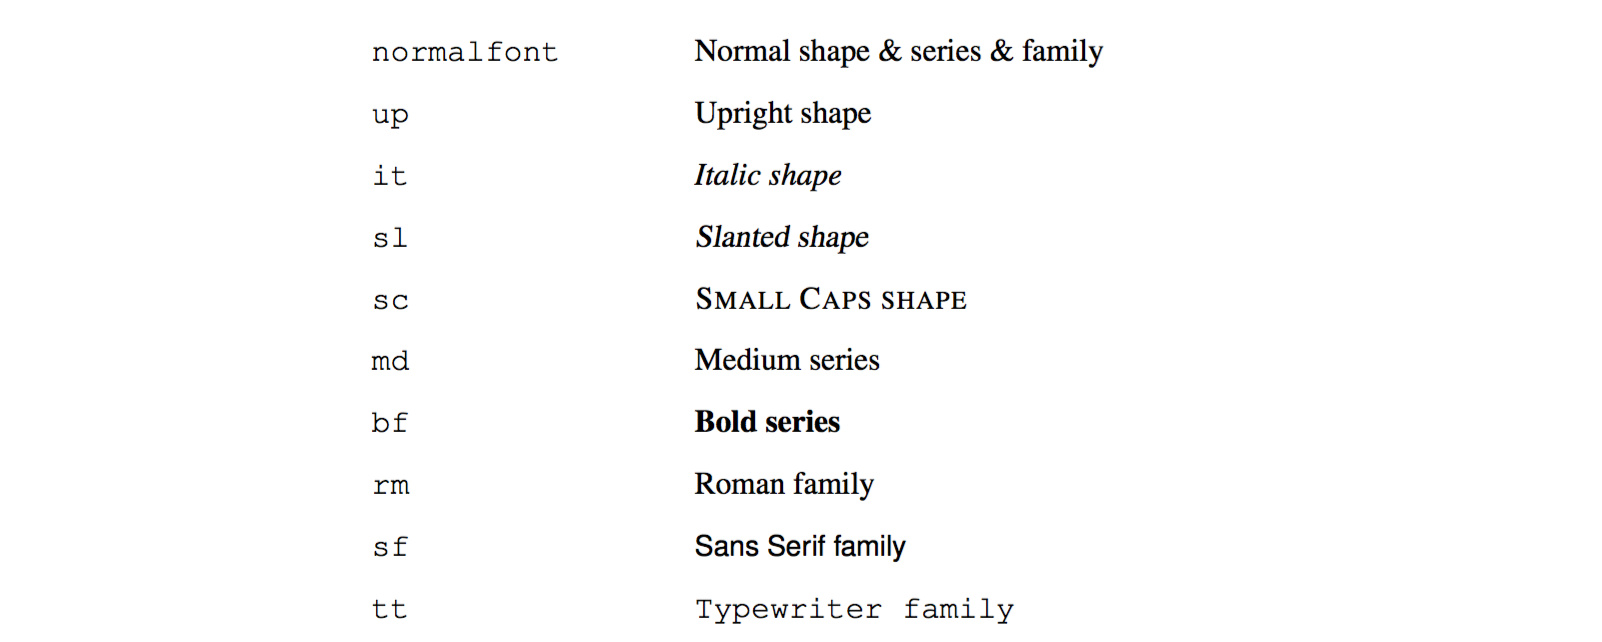 normalfont Normal shape & series & family
up Upright shape
it Italic shape
sl Slanted shape
sc SMALL CAPS SHAPE
md Medium series
bf Bold series
rm Roman family
sf Sans Serif family
tt Typewriter family